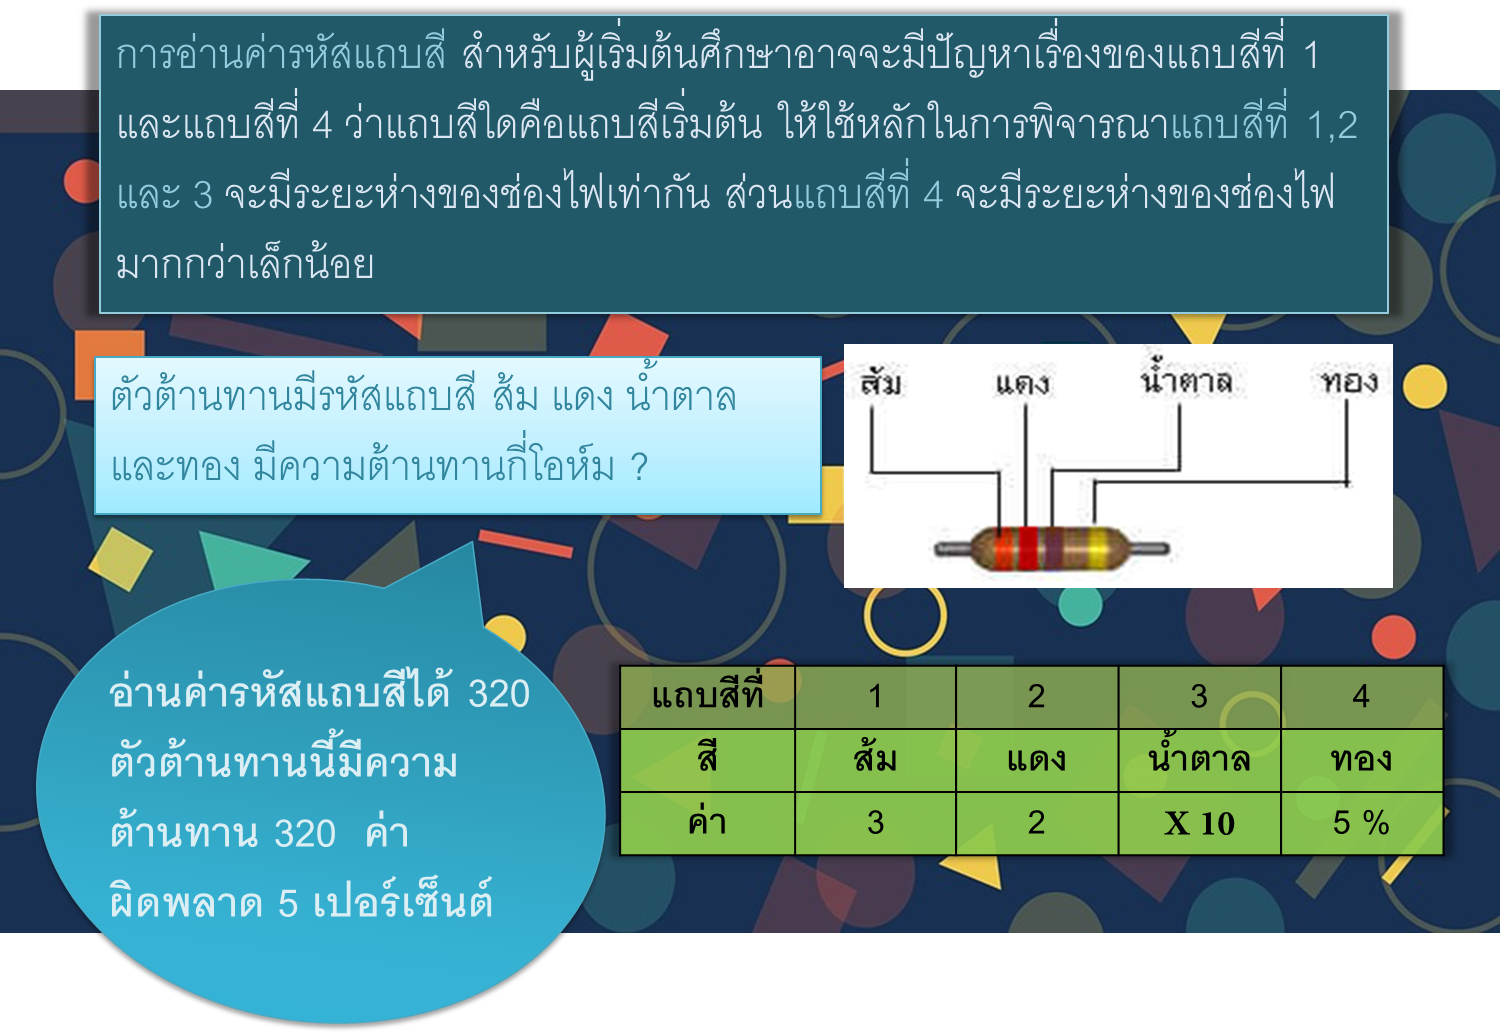 การอ่านค่ารหัสแถบสี สำหรับผู้เริ่มต้นศึกษาอาจจะมีปัญหาเรื่องของแถบสีที่ 1
และแถบสีที่ 4 ว่าแถบสีใดคือแถบสีเริ่มต้น ให้ใช้หลักในการพิจารณาแถบสีที่ 1,2
และ 3 จะมีระยะห่างของช่องไฟเท่ากัน ส่วนแถบสีที่ 4 จะมีระยะห่างของช่องไฟ
มากกว่าเล็กน้อย
ตัวต้านทานมีรหัสแถบสี ส้ม แดง น้ำตาล
และทอง มีความต้านทานกี่โอห์ม ?
ส้ม แดง น้ำตาล ทอง
อ่านค่ารหัสแถบสีได้ 320
ตัวต้านทานนี้มีความ
ต้านทาน 320 ค่า
ผิดพลาด 5 เปอร์เซ็นต์
แถบสีที่ 1 2 3 4
สี ส้ม แดง น้ำตาล ทอง
ค่า 3 2 X 10 5 %